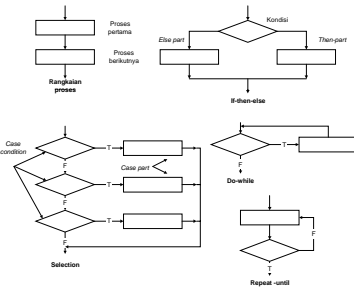 Proses
pertama
Proses
berikutnya
Rangkaian
proses
Kondisi
Else part
Then-part
If-then-else
Case
condition
T
F
Case part
T
F
T
F
Selection
T
F
Do-while
F
T
Repeat -until